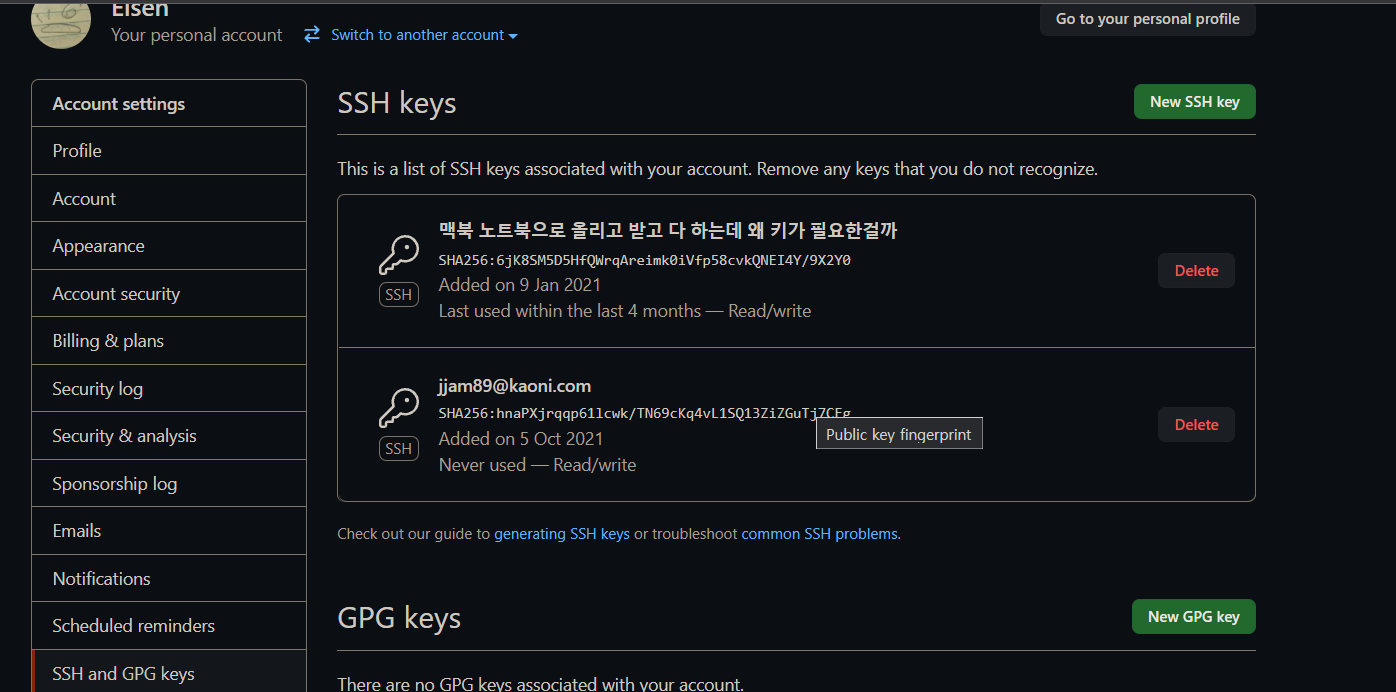 Eisen
Your personal account
Switch to another account
Go to your personal profile
Account settings
Profile
Account
Appearance
Account security
Billing & plans
Security log
Security & analysis
Sponsorship log
Emails
Notifications
Scheduled reminders
SSH and GPG keys
SSH keys
New SSH key
This is a list of SSH keys associated with your account. Remove any keys that you do not recognize.
맥북 노트북으로 올리고 받고 다 하는데 왜 키가 필요한걸까
SHA256:6jK8SM5D5HfQWrqAreimk0iVfp58cvkQNEI4Y/9X2Y0
SSH
Added on 9 Jan 2021
Last used within the last 4 months — Read/write
Delete
jjam89@kaoni.com
SHA256:hnaPXjrqqp61lcwk/TN69cKq4vL1SQ13ZiZGuTj7CEg
Public key fingerprint
SSH
Added on 5 Oct 2021
Never used — Read/write
Delete
Check out our guide to generating SSH keys or troubleshoot common SSH problems.
GPG keys
New GPG key
There are no GPG keys associated with your account.